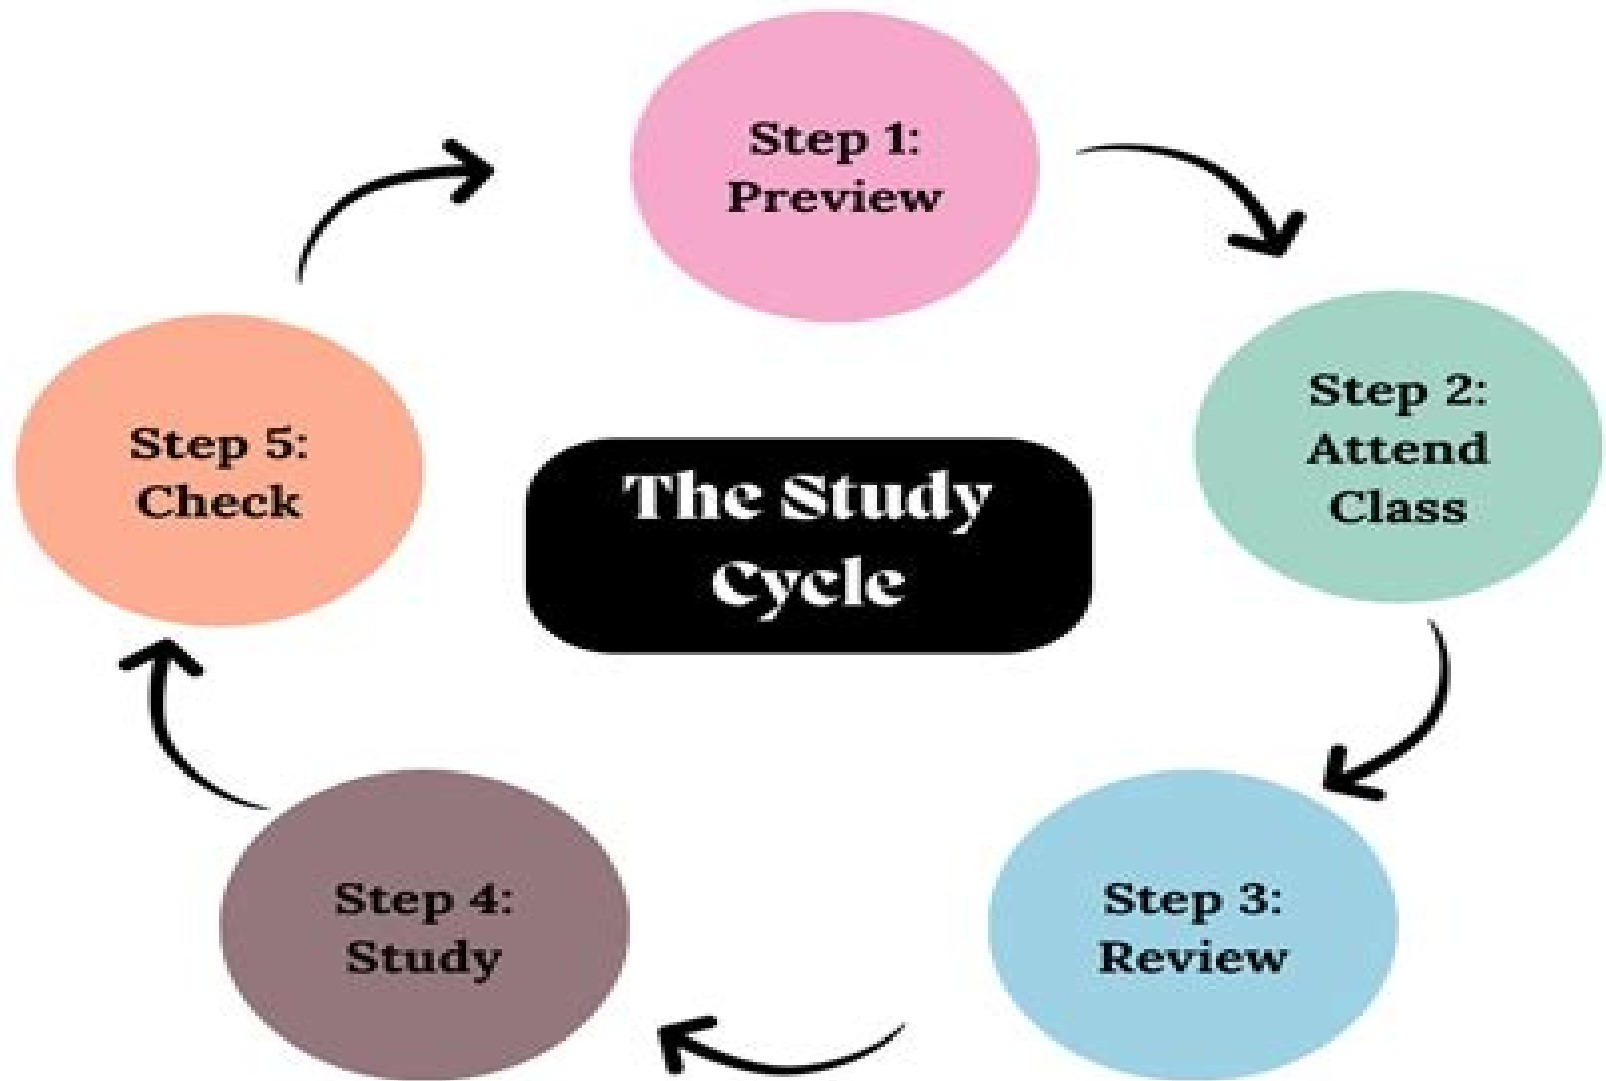 Step 1:
Preview
Step 2:
Attend
Class
Step 3:
Review
Step 4:
Study
Step 5:
Check
The Study
Cycle